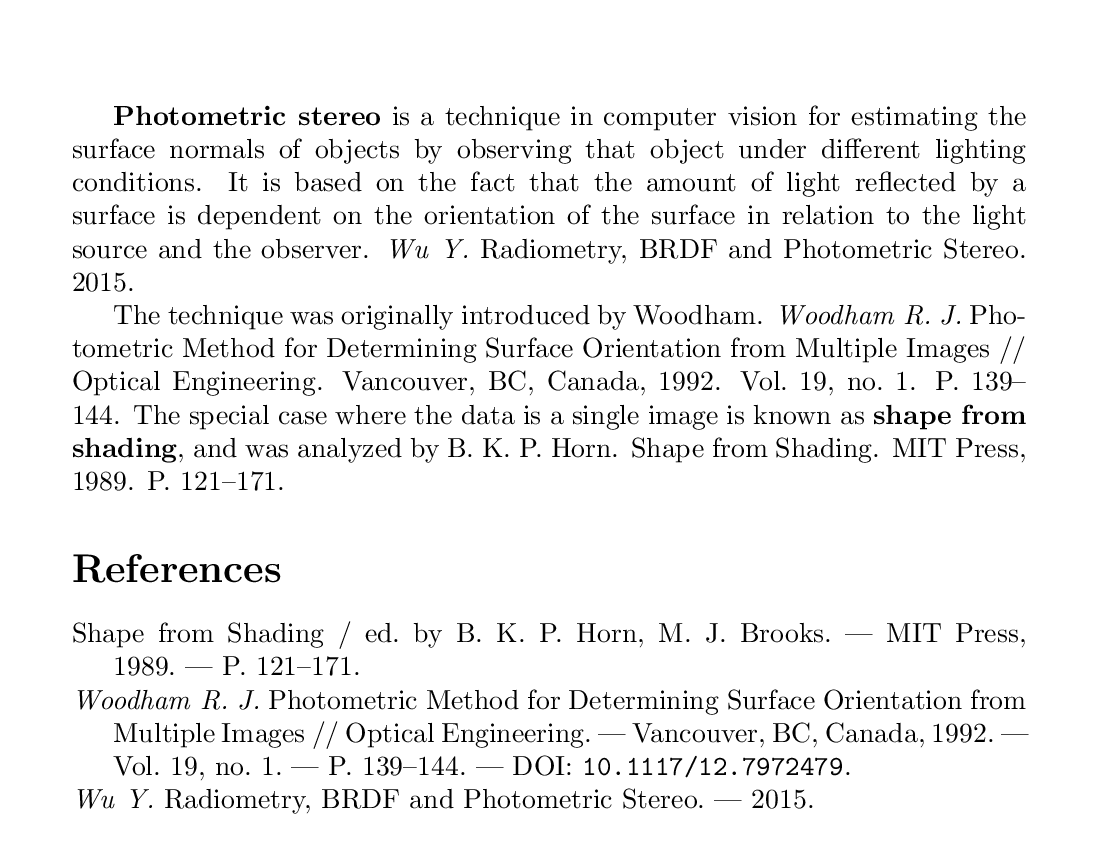 Photometric stereo is a technique in computer vision for estimating the
surface normals of objects by observing that object under different lighting
conditions. It is based on the fact that the amount of light reflected by a
surface is dependent on the orientation of the surface in relation to the light
source and the observer. Wu Y. Radiometry, BRDF and Photometric Stereo.
2015.
The technique was originally introduced by Woodham. Woodham R. J. Pho-
tometric Method for Determining Surface Orientation from Multiple Images //
Optical Engineering. Vancouver, BC, Canada, 1992. Vol. 19, no. 1. P. 139–
144. The special case where the data is a single image is known as shape from
shading, and was analyzed by B. K. P. Horn. Shape from Shading. MIT Press,
1989. P. 121–171.
References
Shape from Shading / ed. by B. K. P. Horn, M. J. Brooks. — MIT Press,
1989. — P. 121–171.
Woodham R. J. Photometric Method for Determining Surface Orientation from
Multiple Images // Optical Engineering. — Vancouver, BC, Canada, 1992. —
Vol. 19, no. 1. — P. 139–144. — DOI: 10.1117/12.7972479.
Wu Y. Radiometry, BRDF and Photometric Stereo. — 2015.